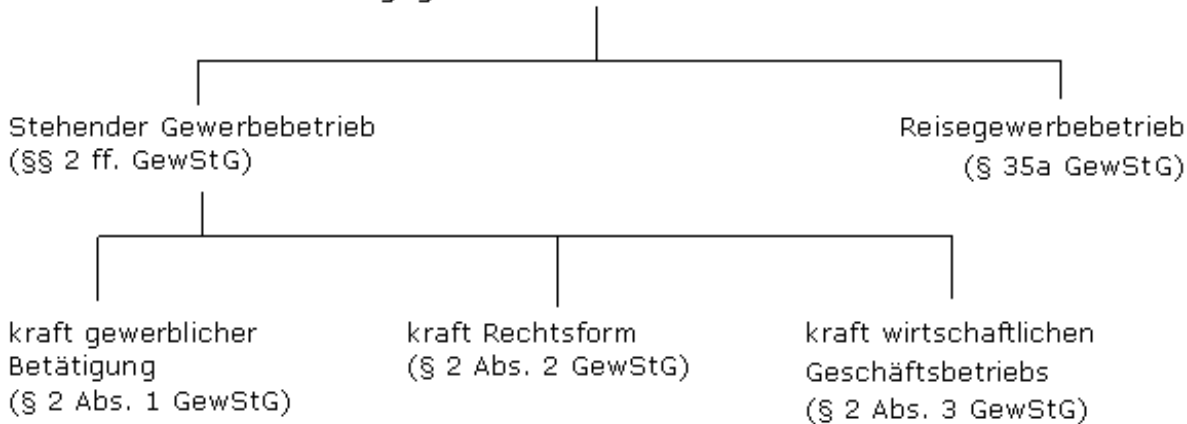 Stehender Gewerbebetrieb
(§§ 2 ff. GewStG)
Reisegewerbebetrieb
(§ 35a GewStG)
kraft gewerblicher
Betätigung
(§ 2 Abs. 1 GewStG)
kraft Rechtsform
(§ 2 Abs. 2 GewStG)
kraft wirtschaftlichen
Geschäftsbetriebs
(§ 2 Abs. 3 GewStG)